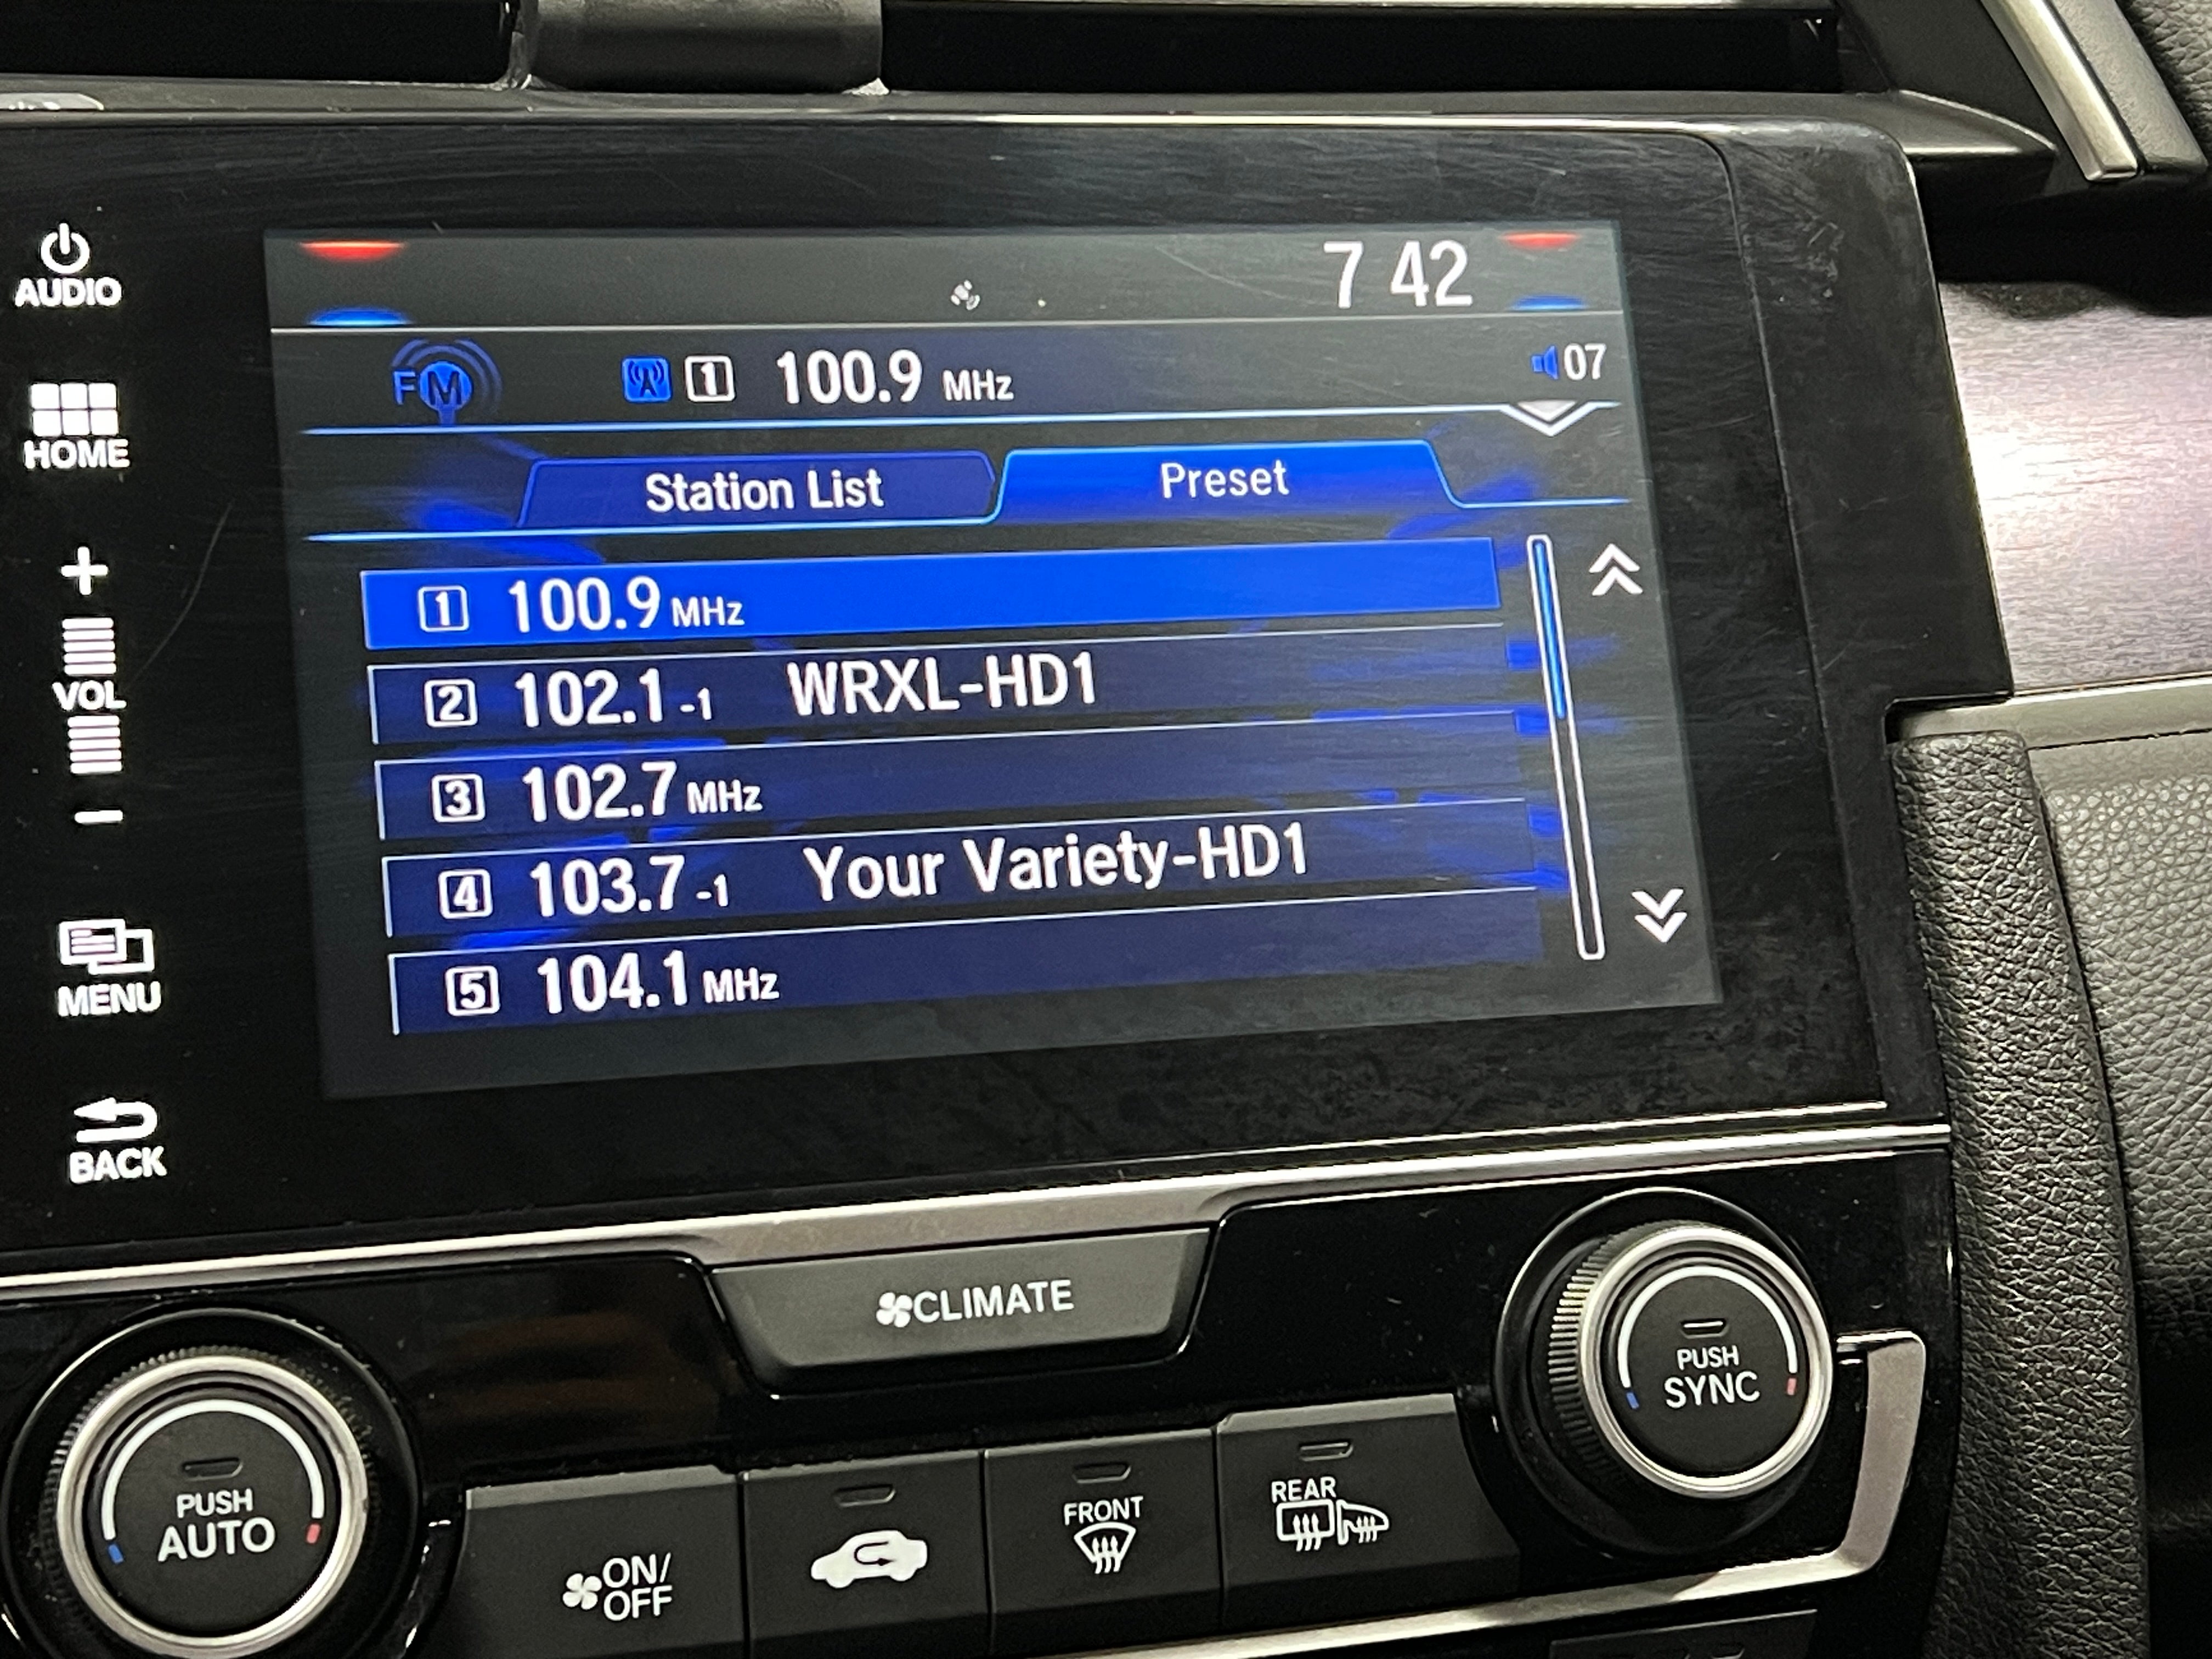 7 42
AUDIO
FM 1 100.9 MHz 07
HOME
Station List Preset
1 100.9 MHz
2 102.1 -1 WRXL-HD1
VOL
3 102.7 MHz
4 103.7 -1 Your Variety-HD1
5 104.1 MHz
MENU
BACK
CLIMATE
PUSH
SYNC
PUSH
AUTO
ON/
OFF
FRONT
REAR